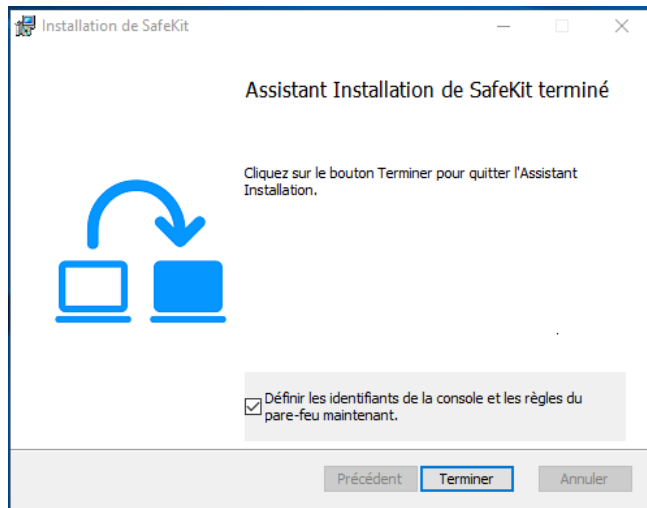 Installation de SafeKit
Assistant Installation de SafeKit terminé
Cliquez sur le bouton Terminer pour quitter l'Assistant
Installation.
Définir les identifiants de la console et les règles du
pare-feu maintenant.
Précédent
Terminer
Annuler